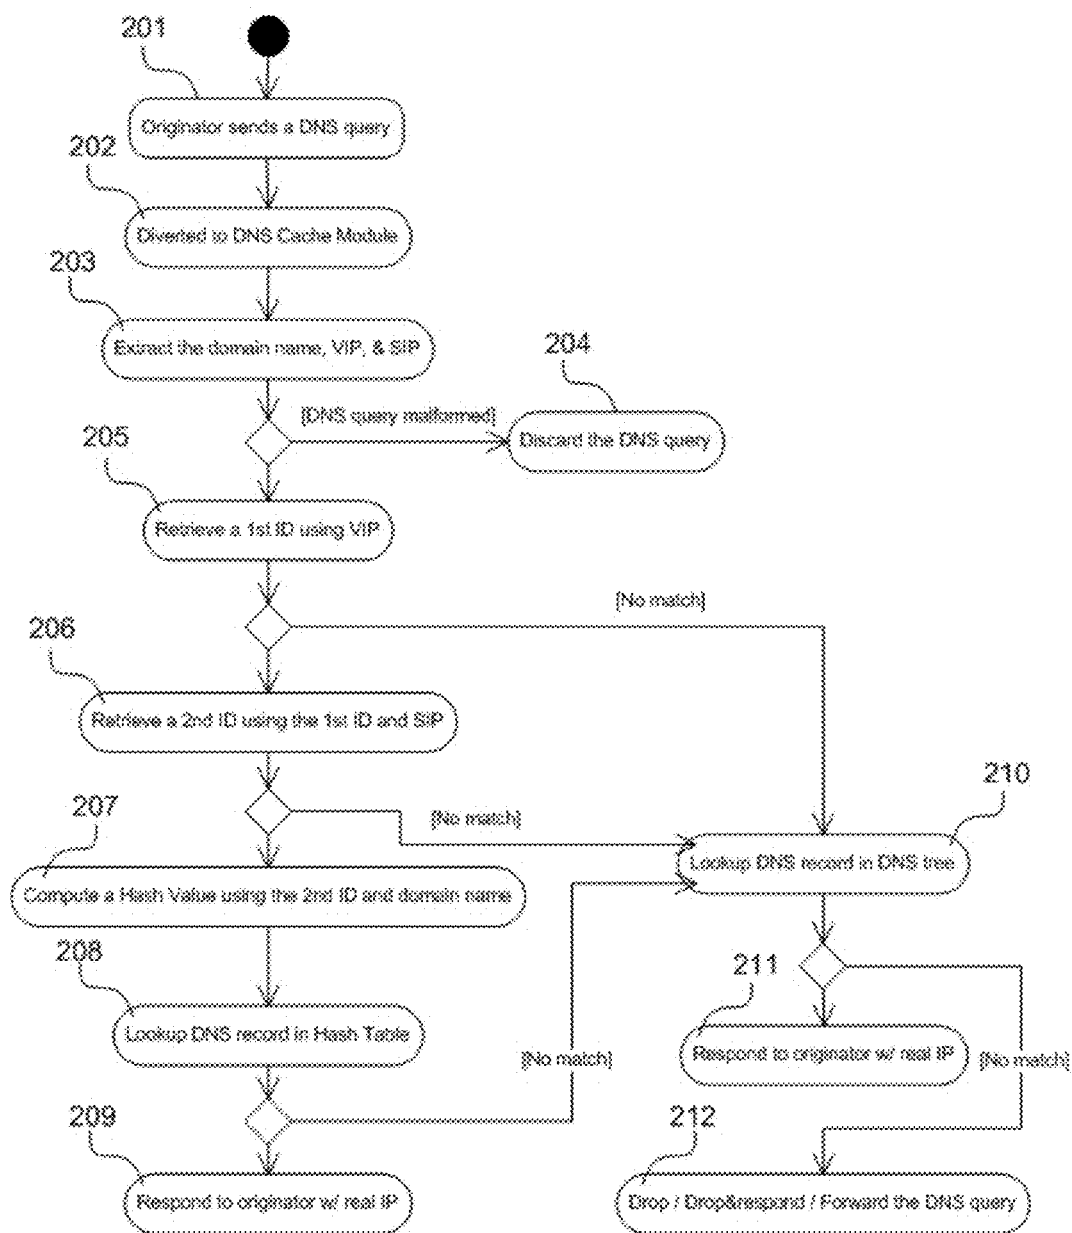 201
Originator sends a DNS query
202
Diverted to DNS Cache Module
203
Extract the domain name, VIP, & SIP
204
[DNS query malformed]
Discard the DNS query
205
Retrieve a 1st ID using VIP
[No match]
206
Retrieve a 2nd ID using the 1st ID and SIP
207
[No match]
210
Lookup DNS record in DNS tree
Compute a Hash Value using the 2nd ID and domain name
208
Lookup DNS record in Hash Table
[No match]
211
Respond to originator w/ real IP
[No match]
209
Respond to originator w/ real IP
212
Drop / Drop&respond / Forward the DNS query